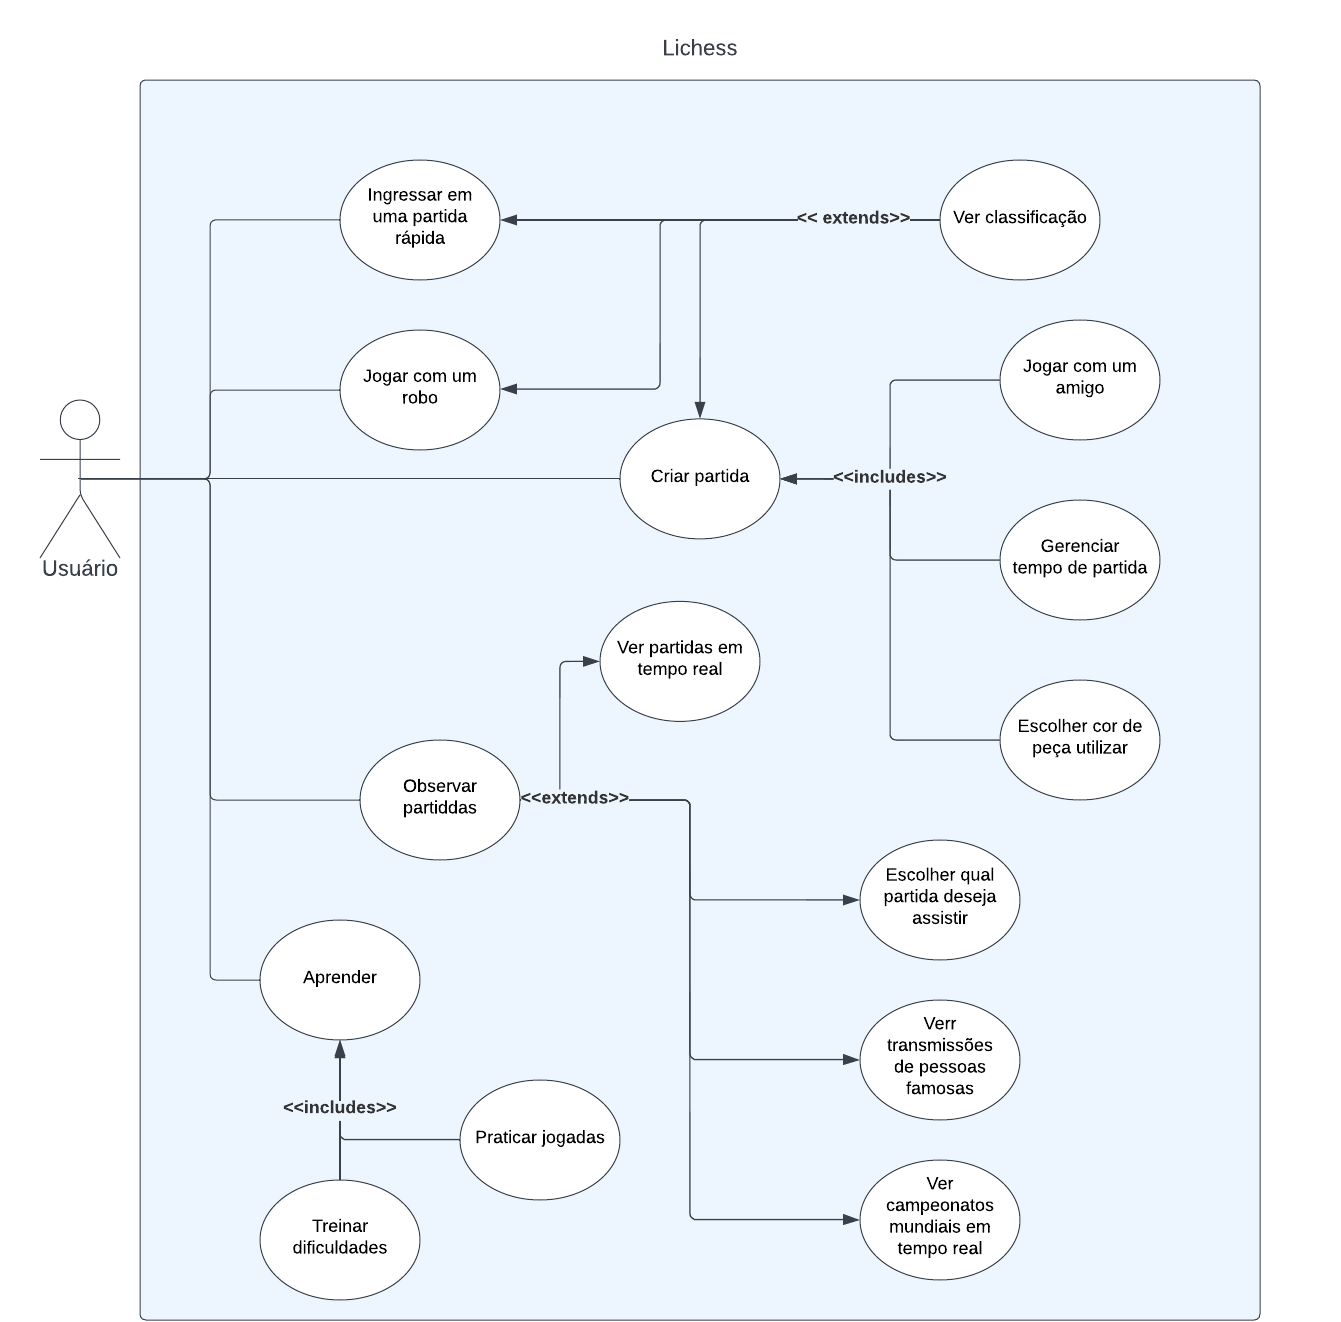 Lichess
Ingressar em
uma partida
rápida
<< extends>>
Ver classificação
Jogar com um
robo
Jogar com um
amigo
Criar partida
<<includes>>
Usuário
Gerenciar
tempo de partida
Ver partidas em
tempo real
Escolher cor de
peça utilizar
Observar
partiddas
<<extends>>
Escolher qual
partida deseja
assistir
Aprender
Verr
transmissões
de pessoas
famosas
<<includes>>
Praticar jogadas
Treinar
dificuldades
Ver
campeonatos
mundiais em
tempo real